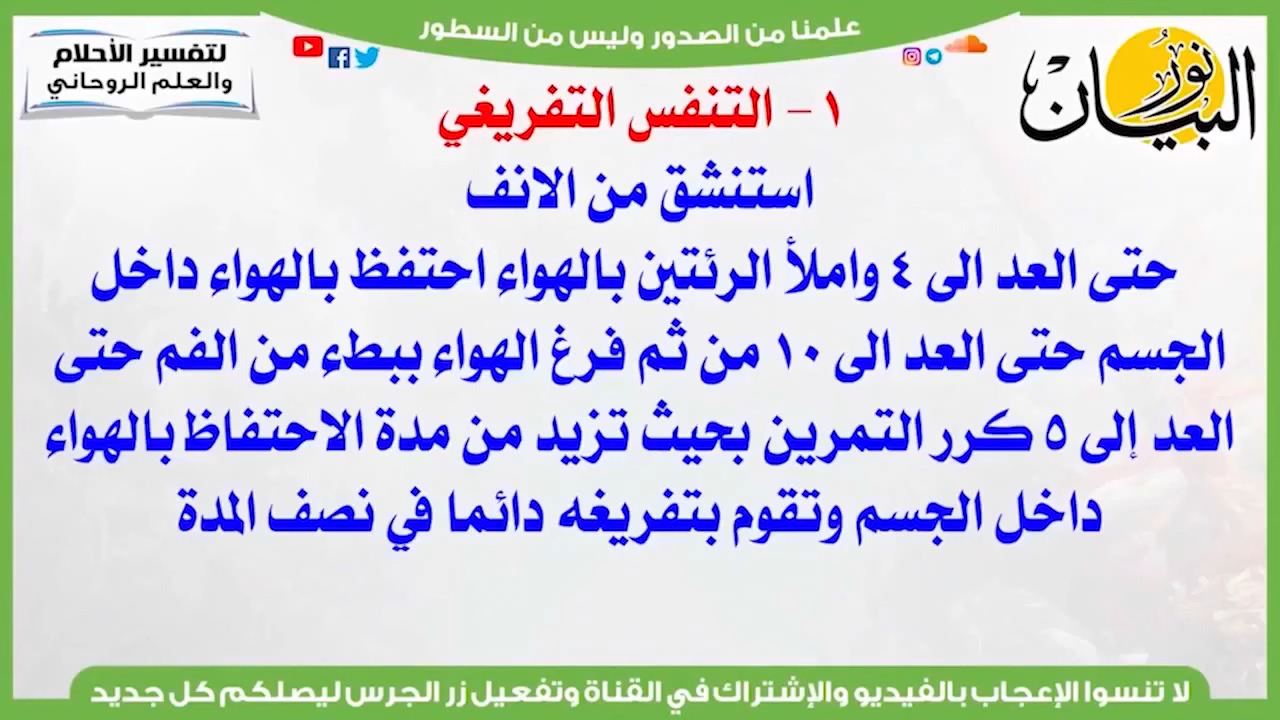 علمنا من الصدور وليس من السطور
لتفسير الأحلام
والعلم الروحاني
نور
البيان
١ - التنفس التفريغي
استنشق من الانف
حتى العد الى ٤ واملأ الرئتين بالهواء احتفظ بالهواء داخل
الجسم حتى العد الى ١٠ من ثم فرغ الهواء ببطء من الفم حتى
العد إلى ٥ كرر التمرين بحيث تزيد من مدة الاحتفاظ بالهواء
داخل الجسم وتقوم بتفريغه دائما في نصف المدة
لا تنسوا الإعجاب بالفيديو والإشتراك في القناة وتفعيل زر الجرس ليصلكم كل جديد